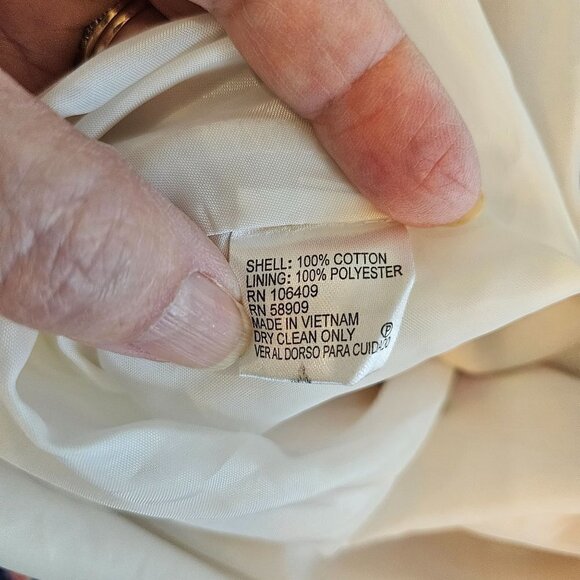 SHELL: 100% COTTON
LINING: 100% POLYESTER
RN 106409
RN 58909
MADE IN VIETNAM
DRY CLEAN ONLY
VER AL DORSO PARA CUIDADO
P